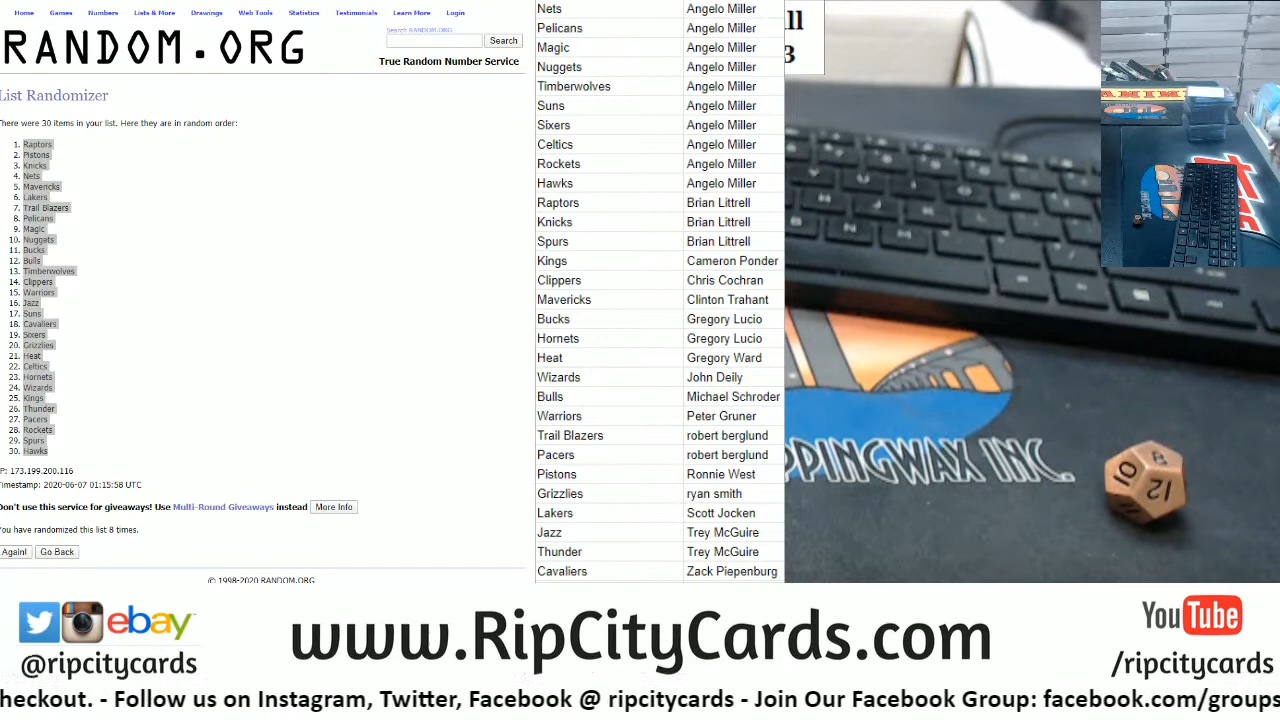 Home Games Numbers Lists & More Drawings Web Tools Statistics Testimonials Learn More Login
RANDOM.ORG
Search RANDOM.ORG
Search
True Random Number Service
List Randomizer
There were 30 items in your list. Here they are in random order:
1. Raptors
2. Pistons
3. Knicks
4. Nets
5. Mavericks
6. Lakers
7. Trail Blazers
8. Pelicans
9. Magic
10. Nuggets
11. Bucks
12. Bulls
13. Timberwolves
14. Clippers
15. Warriors
16. Jazz
17. Suns
18. Cavaliers
19. Sixers
20. Grizzlies
21. Heat
22. Celtics
23. Hornets
24. Wizards
25. Kings
26. Thunder
27. Pacers
28. Rockets
29. Spurs
30. Hawks
P: 173.199.200.116
Timestamp: 2020-06-07 01:15:58 UTC
Don't use this service for giveaways! Use Multi-Round Giveaways instead More Info
You have randomized this list 8 times.
Again! Go Back
© 1998-2020 RANDOM.ORG
Nets Angelo Miller
Pelicans Angelo Miller
Magic Angelo Miller
Nuggets Angelo Miller
Timberwolves Angelo Miller
Suns Angelo Miller
Sixers Angelo Miller
Celtics Angelo Miller
Rockets Angelo Miller
Hawks Angelo Miller
Raptors Brian Littrell
Knicks Brian Littrell
Spurs Brian Littrell
Kings Cameron Ponder
Clippers Chris Cochran
Mavericks Clinton Trahant
Bucks Gregory Lucio
Hornets Gregory Lucio
Heat Gregory Ward
Wizards John Deily
Bulls Michael Schroder
Warriors Peter Gruner
Trail Blazers robert berglund
Pacers robert berglund
Pistons Ronnie West
Grizzlies ryan smith
Lakers Scott Jocken
Jazz Trey McGuire
Thunder Trey McGuire
Cavaliers Zack Piepenburg
ll
3
PPINGWAX INC.
10
8
12
ebay
@ripcitycards
www.RipCityCards.com
YouTube
/ripcitycards
heckout. - Follow us on Instagram, Twitter, Facebook @ ripcitycards - Join Our Facebook Group: facebook.com/groups